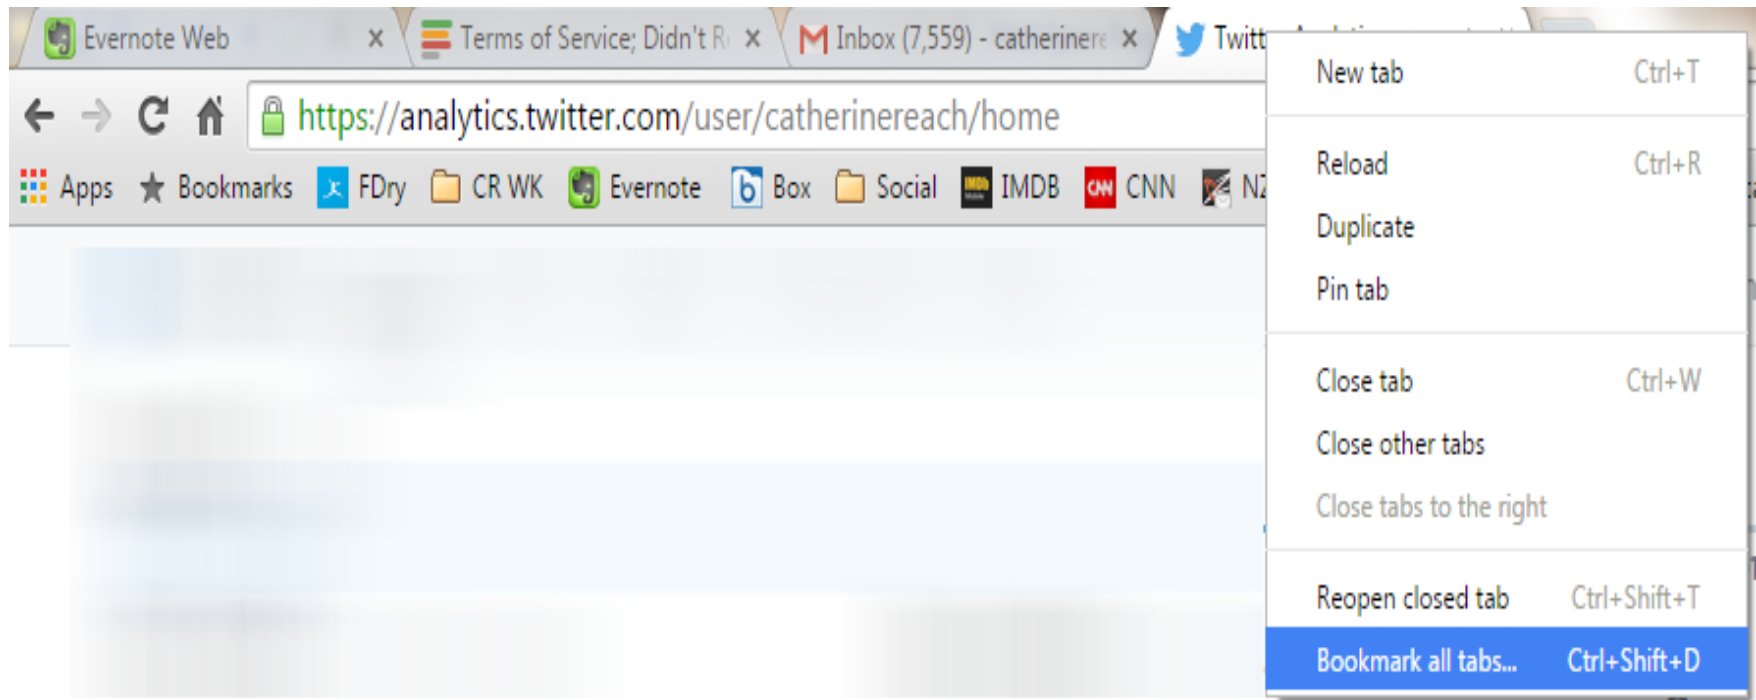 Evernote Web
Terms of Service; Didn't R
Inbox (7,559) - catherinere
Twitt
https://analytics.twitter.com/user/catherinereach/home
Apps Bookmarks FDry CR WK Evernote Box Social IMDB CNN NZ
New tab Ctrl+T
Reload Ctrl+R
Duplicate
Pin tab
Close tab Ctrl+W
Close other tabs
Close tabs to the right
Reopen closed tab Ctrl+Shift+T
Bookmark all tabs... Ctrl+Shift+D